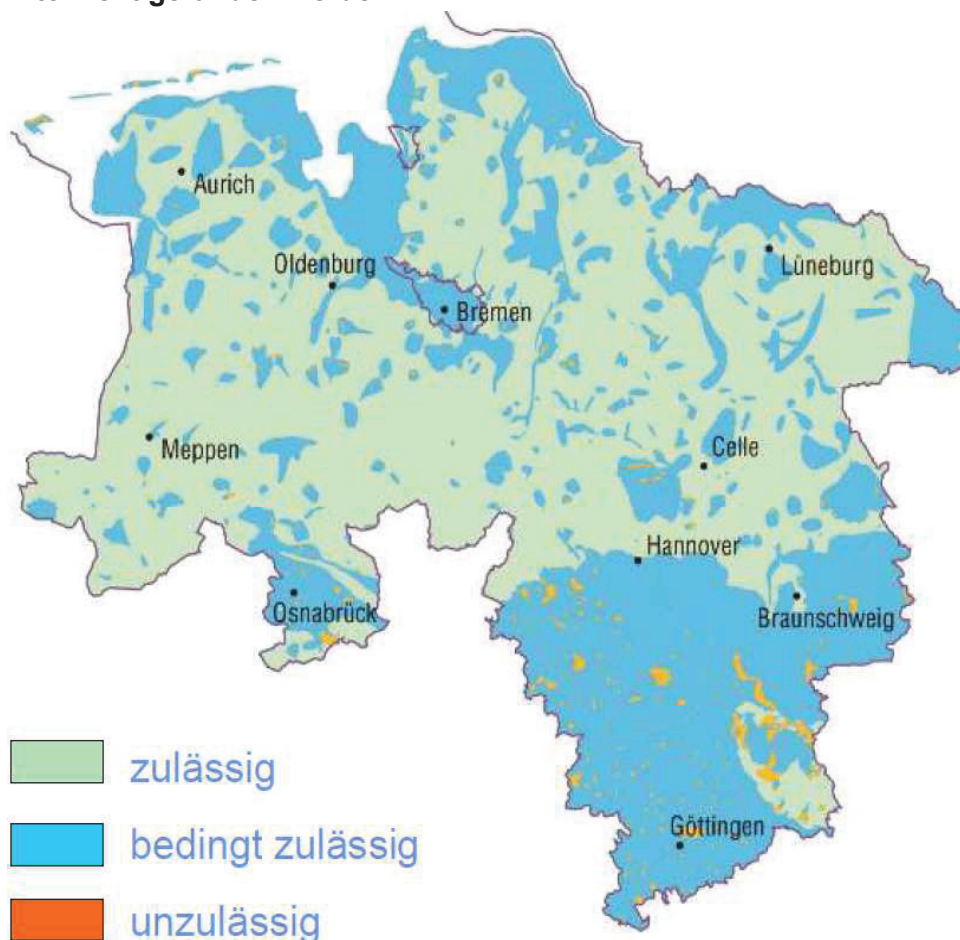 Aurich
Oldenburg
Bremen
Lüneburg
Meppen
Celle
Hannover
Osnabrück
Braunschweig
Göttingen
zulässig
bedingt zulässig
unzulässig